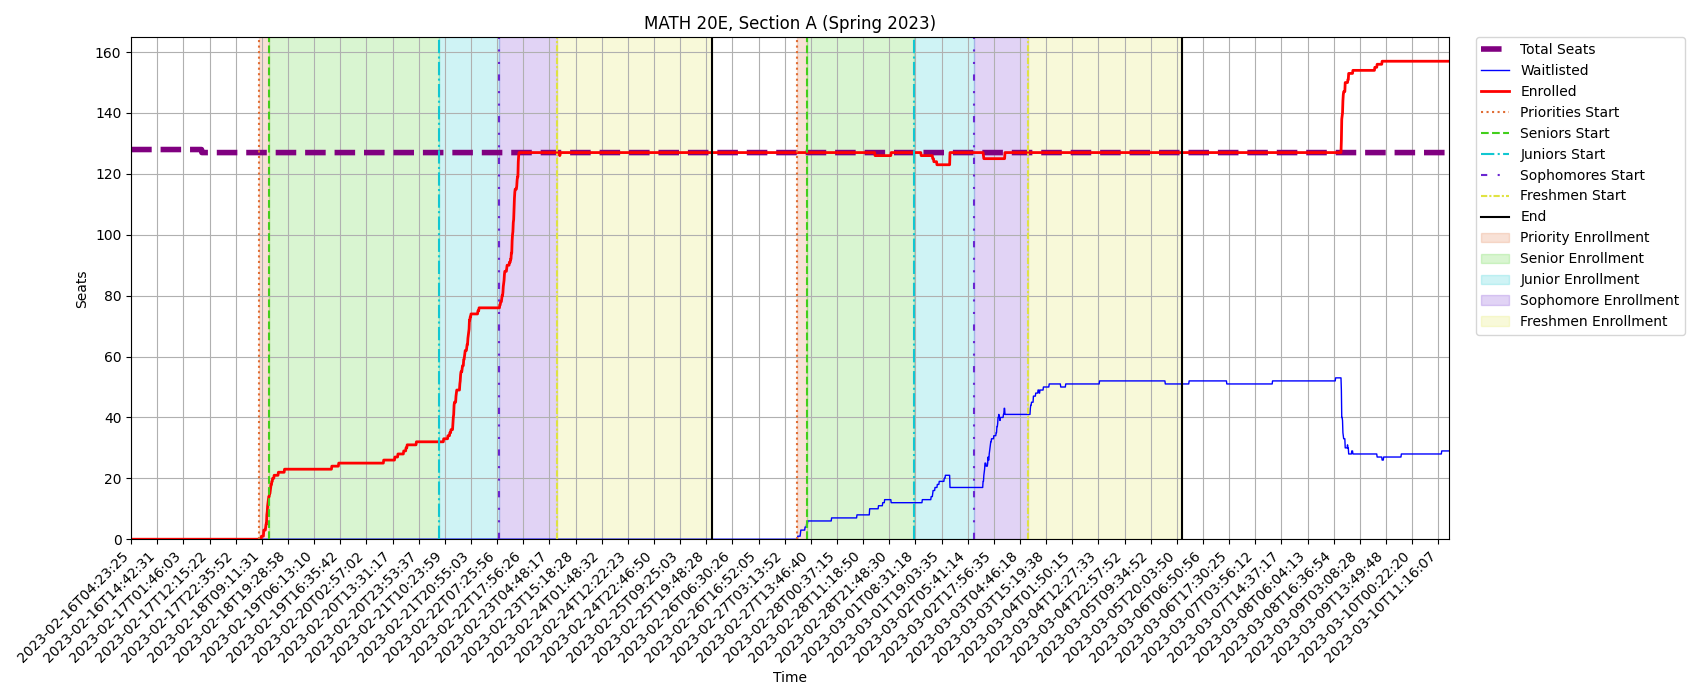 MATH 20E, Section A (Spring 2023)
160
140
120
100
80
60
40
20
0
Seats
2023-02-16T04:23:25
2023-02-16T14:42:31
2023-02-17T01:46:03
2023-02-17T12:15:22
2023-02-17T22:35:52
2023-02-18T09:11:31
2023-02-18T19:28:58
2023-02-19T06:13:10
2023-02-19T16:35:42
2023-02-20T02:57:02
2023-02-20T13:31:17
2023-02-20T23:53:37
2023-02-21T10:23:59
2023-02-21T20:55:03
2023-02-22T07:25:56
2023-02-22T17:56:26
2023-02-23T04:48:17
2023-02-23T15:18:28
2023-02-24T01:48:32
2023-02-24T12:22:23
2023-02-24T22:46:50
2023-02-25T09:25:03
2023-02-25T19:48:28
2023-02-26T06:30:26
2023-02-26T16:52:05
2023-02-27T03:13:52
2023-02-27T13:46:40
2023-02-28T00:37:15
2023-02-28T11:18:50
2023-02-28T21:48:30
2023-03-01T08:31:18
2023-03-01T19:03:35
2023-03-02T05:41:14
2023-03-02T17:56:35
2023-03-03T04:46:18
2023-03-03T15:19:38
2023-03-04T01:50:15
2023-03-04T12:27:33
2023-03-04T22:57:52
2023-03-05T09:34:52
2023-03-05T20:03:50
2023-03-06T06:50:56
2023-03-06T17:30:25
2023-03-07T03:56:12
2023-03-07T14:37:17
2023-03-08T06:04:13
2023-03-08T16:36:54
2023-03-09T03:08:28
2023-03-09T13:49:48
2023-03-10T00:22:20
2023-03-10T11:16:07
Time
Total Seats
Waitlisted
Enrolled
Priorities Start
Seniors Start
Juniors Start
Sophomores Start
Freshmen Start
End
Priority Enrollment
Senior Enrollment
Junior Enrollment
Sophomore Enrollment
Freshmen Enrollment